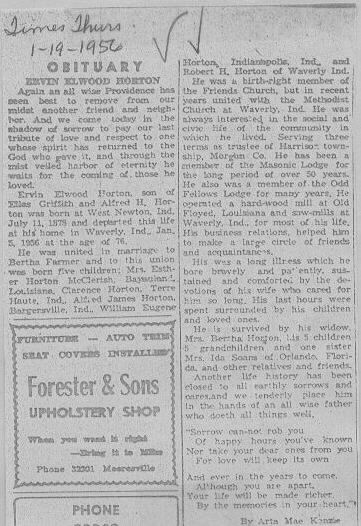 Times Thurs.
1-19-1956
OBITUARY
ERVIN ELWOOD HORTON
Again an all wise Providence has
seen best to remove from our
midst another friend and neigh-
bor. And we come today in the
shadow of sorrow to pay our last
tribute of love and respect to one
whose spirit has returned to the
God who gave it, and through the
mist veiled harbor of eternity he
waits for the coming of those he
loved.
Ervin Elwood Horton, son of
Elias Griffith and Alfred H. Hor-
ton was born at West Newton, Ind
July 11, 1879 and departed this life
at his home in Waverly, Ind., Jan.
5, 1956 at the age of 76.
He was united in marriage to
Bertha Farmer and to this union
was born five children; Mrs. Esth-
er Horton McClerish,
Louisiana, Clarence Horton, Terre
Haute, Ind., Alfred James Horton,
Bargersville, Ind., William Eugene
FURNITURE — AUTO TRIM
SEAT COVERS INSTALLED
Forester & Sons
UPHOLSTERY SHOP
When you want it right
—Bring it to Mike
Phone 32201 Mooresville
PHONE
Horton, Indianapolis, Ind., and
Robert H. Horton of Waverly Ind.
He was a birth-right member of
the Friends Church, but in recent
years united with the Methodist
Church at Waverly, Ind. He was
always interested in the social and
civic life of the community in
which he lived. Serving three
terms as trustee of Harrison town-
ship, Morgan Co. He has been a
member of the Masonic Lodge for
the long period of over 50 years.
He also was a member of the Odd
Fellows Lodge for many years. He
operated a hard-wood mill at Old
Floyed, Louisiana and saw-mills at
Waverly, Ind., for most of his life.
His business relations, helped him
to make a large circle of friends
and acquaintances.
His was a long illness which he
bore bravely and patiently, sus-
tained and comforted by the de-
votions of his wife who cared for
him so long. His last hours were
spent surrounded by his children
and loved ones.
He is survived by his widow,
Mrs. Bertha Horton, his 5 children
5 grandchildren and one sister
Mrs. Ida Soars of Orlando, Flori-
da, and other relatives and friends.
Another life history has been
closed to all earthly sorrows and
cares, and we tenderly place him
in the hands of an all wise father
who doeth all things well.
"Sorrow can-not rob you
Of happy hours you've known
Nor take your dear ones from you
For love will keep its own
And ever in the years to come,
Although you are apart,
Your life will be made richer
By the memories in your heart."
By Arta Mae Kenzie